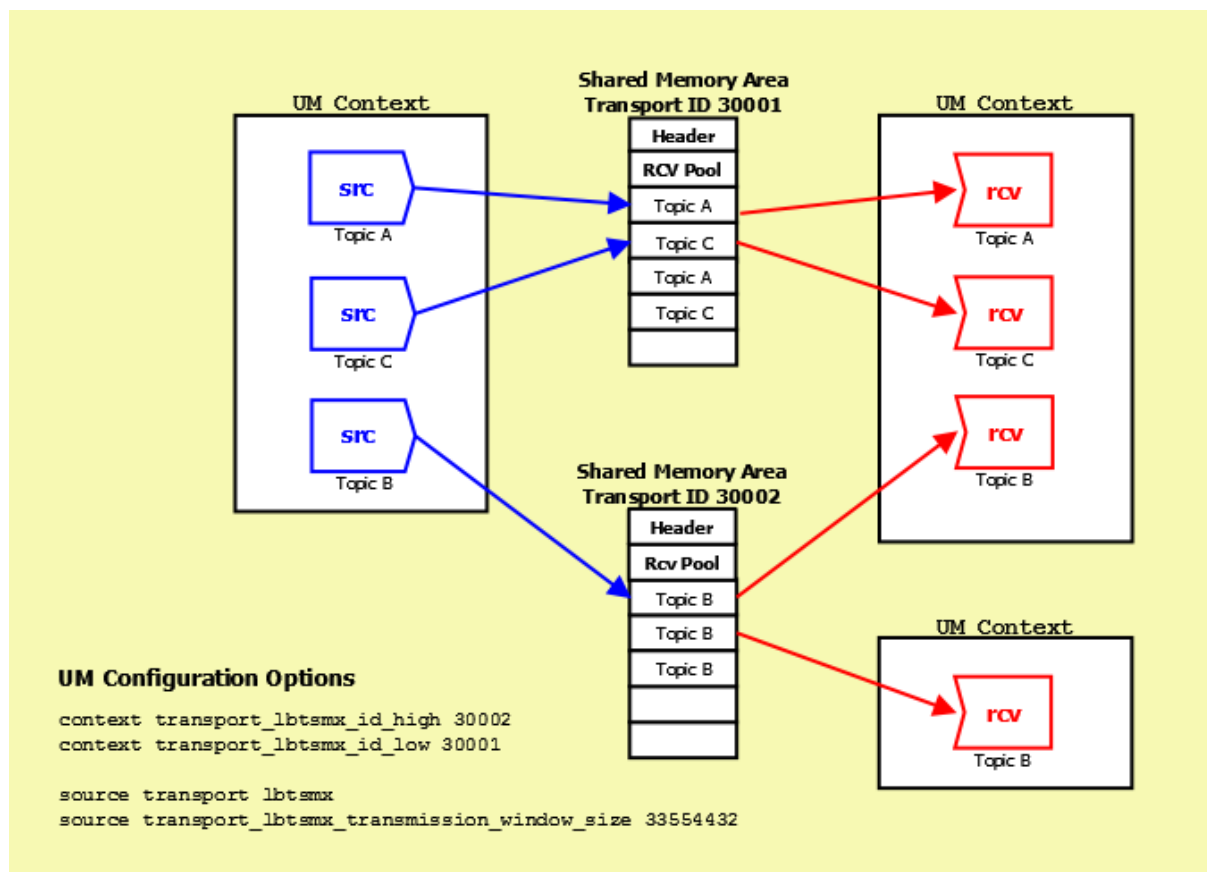 UM Context
src
Topic A
src
Topic C
src
Topic B
Shared Memory Area
Transport ID 30001
Header
RCV Pool
Topic A
Topic C
Topic A
Topic C
UM Context
rcv
Topic A
rcv
Topic C
rcv
Topic B
Shared Memory Area
Transport ID 30002
Header
Rcv Pool
Topic B
Topic B
Topic B
UM Context
rcv
Topic B
UM Configuration Options
context transport_lbtsmx_id_high 30002
context transport_lbtsmx_id_low 30001
source transport lbtsmx
source transport_lbtsmx_transmission_window_size 33554432